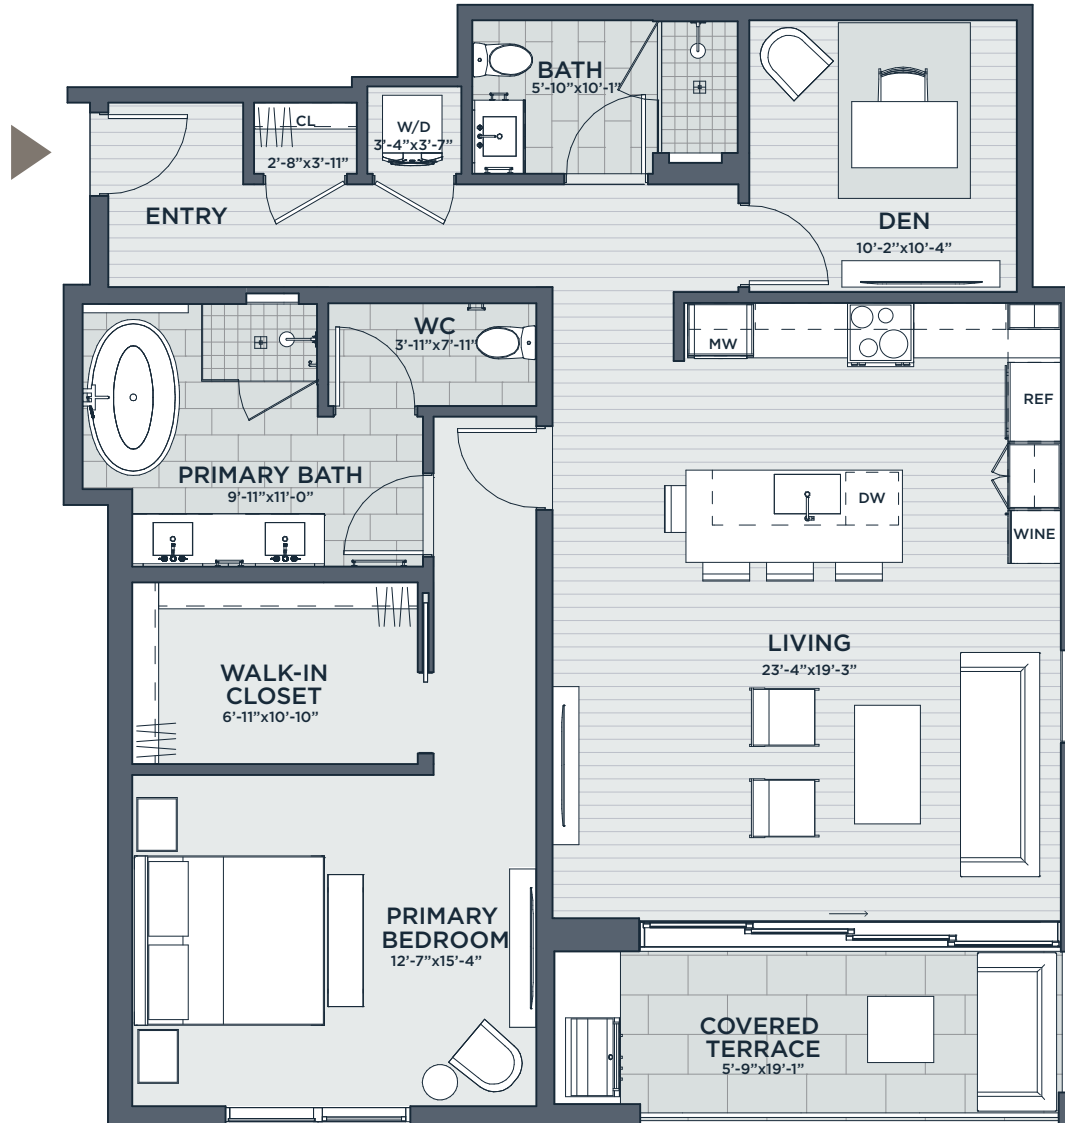 BATH
5'-10"x10'-1"
CL
2'-8"x3'-11"
W/D
3'-4"x3'-7"
ENTRY
DEN
10'-2"x10'-4"
WC
3'-11"x7'-11"
MW
REF
PRIMARY BATH
9'-11"x11'-0"
DW
WINE
LIVING
23'-4"x19'-3"
WALK-IN
CLOSET
6'-11"x10'-10"
PRIMARY
BEDROOM
12'-7"x15'-4"
COVERED
TERRACE
5'-9"x19'-1"